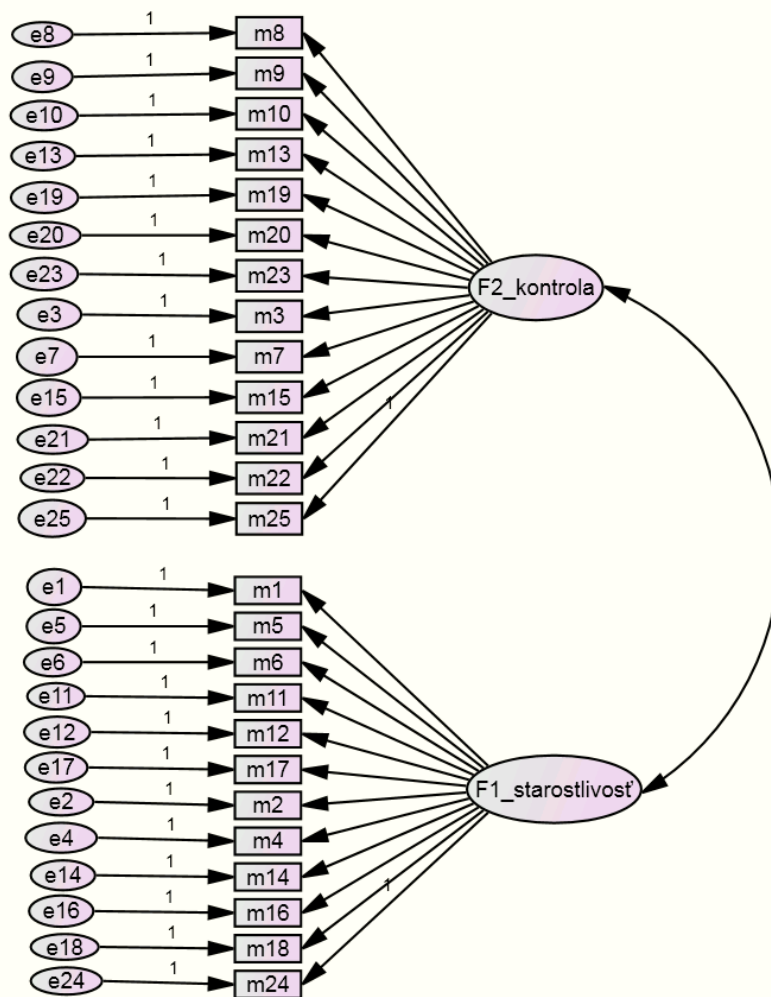 e8 1 m8
e9 1 m9
e10 1 m10
e13 1 m13
e19 1 m19
e20 1 m20
e23 1 m23
e3 1 m3
e7 1 m7
e15 1 m15
e21 1 m21
e22 1 m22
e25 1 m25
1
F2_kontrola
e1 1 m1
e5 1 m5
e6 1 m6
e11 1 m11
e12 1 m12
e17 1 m17
e2 1 m2
e4 1 m4
e14 1 m14
e16 1 m16
e18 1 m18
e24 1 m24
1
F1_starostlivosť